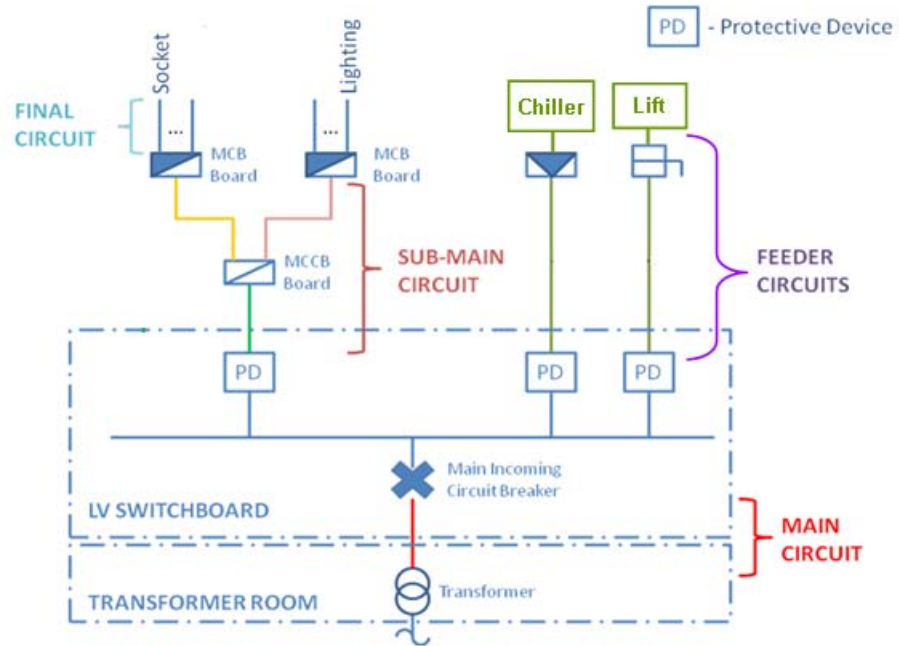 PD - Protective Device
Socket
Lighting
FINAL
CIRCUIT
...
...
MCB
Board
MCB
Board
Chiller
Lift
MCCB
Board
SUB-MAIN
CIRCUIT
FEEDER
CIRCUITS
PD
PD
PD
Main Incoming
Circuit Breaker
LV SWITCHBOARD
MAIN
CIRCUIT
Transformer
TRANSFORMER ROOM